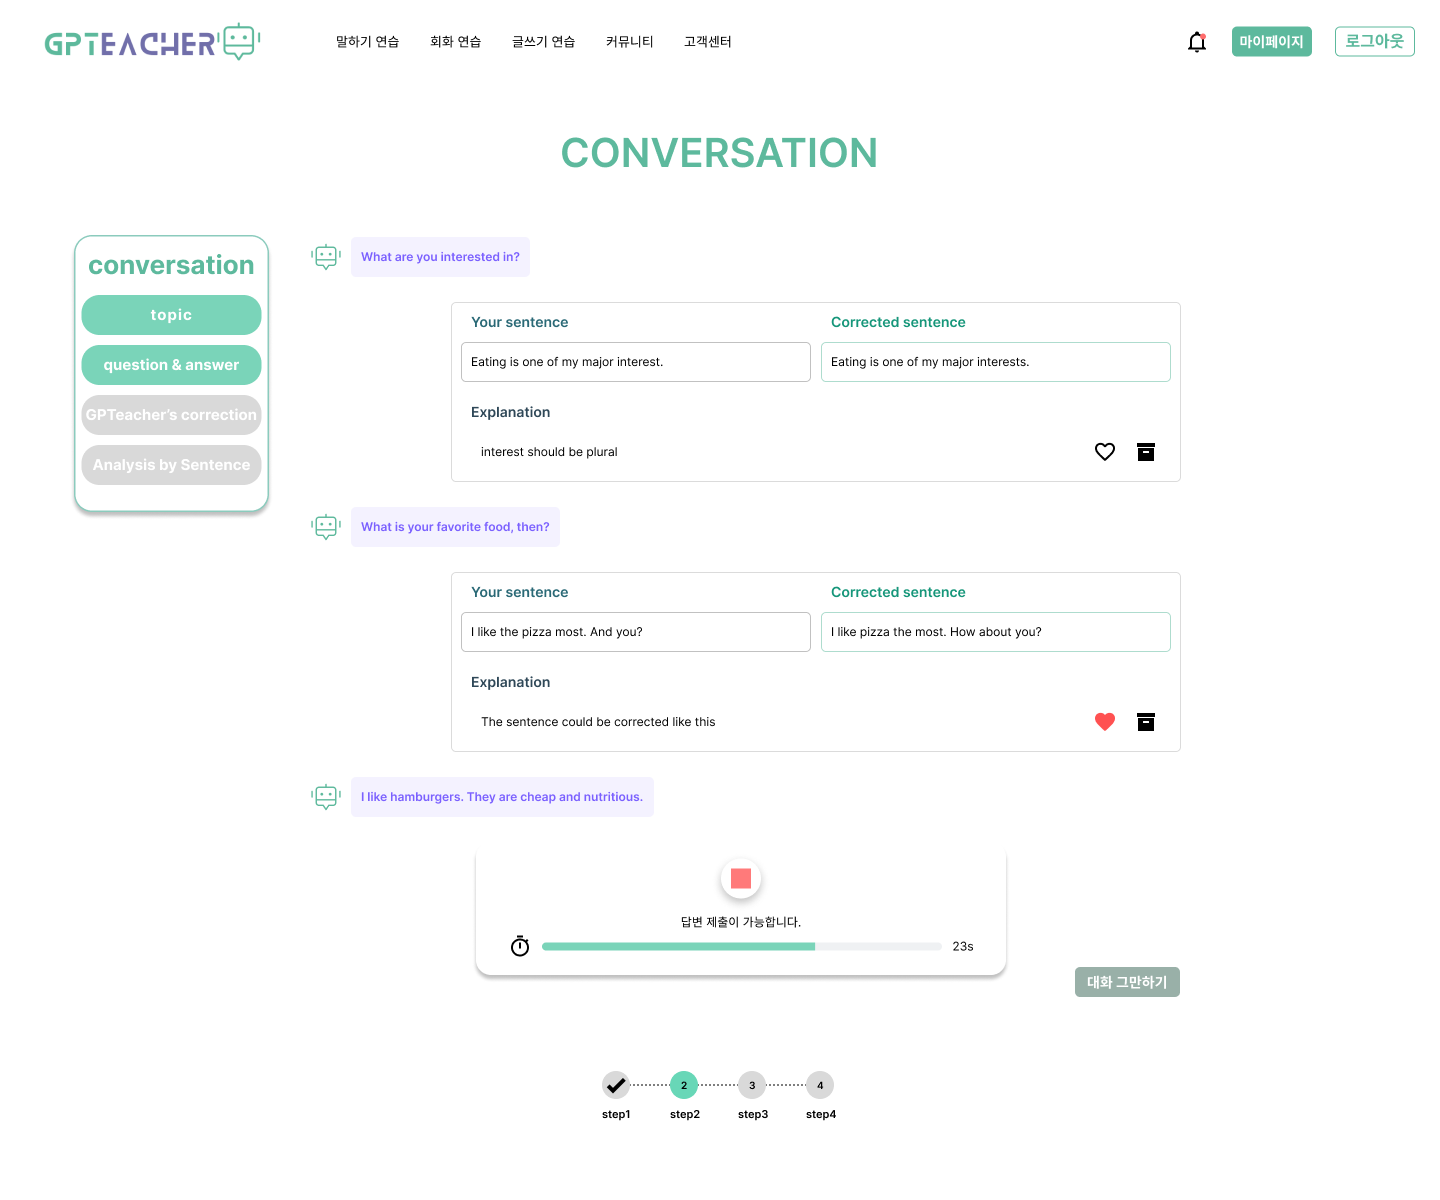 GPTEACHER
말하기 연습 회화 연습 글쓰기 연습 커뮤니티 고객센터
마이페이지 로그아웃
CONVERSATION
conversation
topic
question & answer
GPTeacher's correction
Analysis by Sentence
What are you interested in?
Your sentence Corrected sentence
Eating is one of my major interest. Eating is one of my major interests.
Explanation
interest should be plural
What is your favorite food, then?
Your sentence Corrected sentence
I like the pizza most. And you? I like pizza the most. How about you?
Explanation
The sentence could be corrected like this
I like hamburgers. They are cheap and nutritious.
답변 제출이 가능합니다.
23s
대화 그만하기
2 3 4
step1 step2 step3 step4